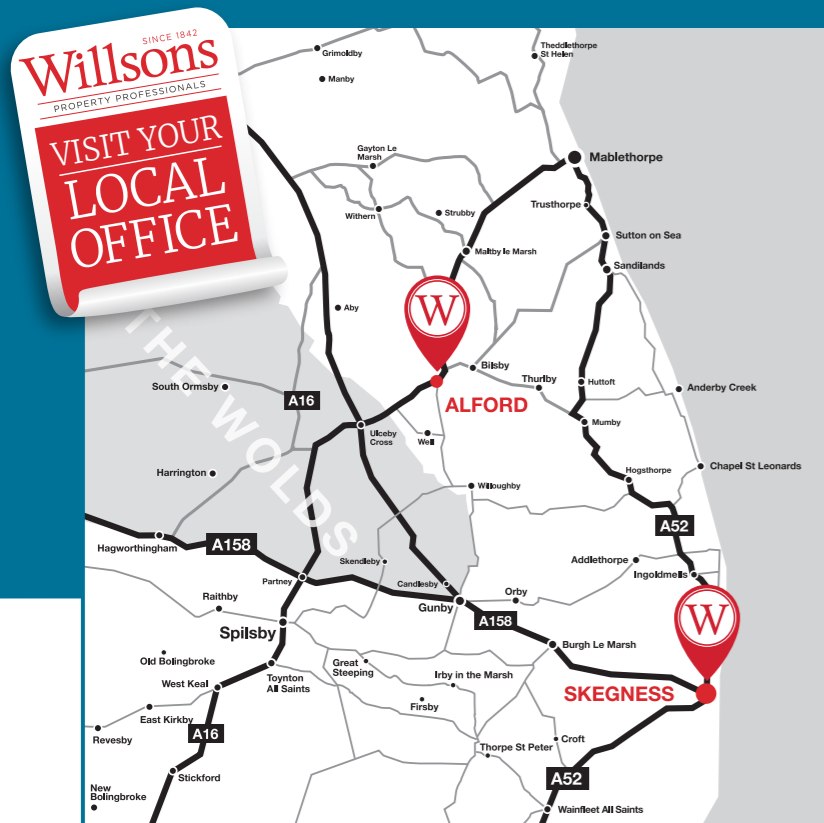 SINCE 1842
Willsons
PROPERTY PROFESSIONALS
VISIT YOUR
LOCAL
OFFICE
Grimoldby
Manby
Theddlethorpe
St Helen
Gayton Le
Marsh
Mablethorpe
Withern
Strubby
Trusthorpe
Maltby le Marsh
Sutton on Sea
Sandilands
W
Aby
THE WOLDS
Bilsby
Thurlby
Huttoft
South Ormsby
A16
ALFORD
Anderby Creek
Ulceby
Cross
Well
Mumby
Harrington
Willoughby
Hogsthorpe
Chapel St Leonards
A52
Hagworthingham
A158
Skendleby
Addlethorpe
Ingoldmells
Partney
Candlesby
Raithby
Gunby
Orby
A158
W
Spilsby
Burgh Le Marsh
Old Bolingbroke
Great
Steeping
West Keal
Toynton
All Saints
Irby in the Marsh
SKEGNESS
East Kirkby
Firsby
Revesby
A16
Thorpe St Peter
Croft
Stickford
A52
New
Bolingbroke
Wainfleet All Saints